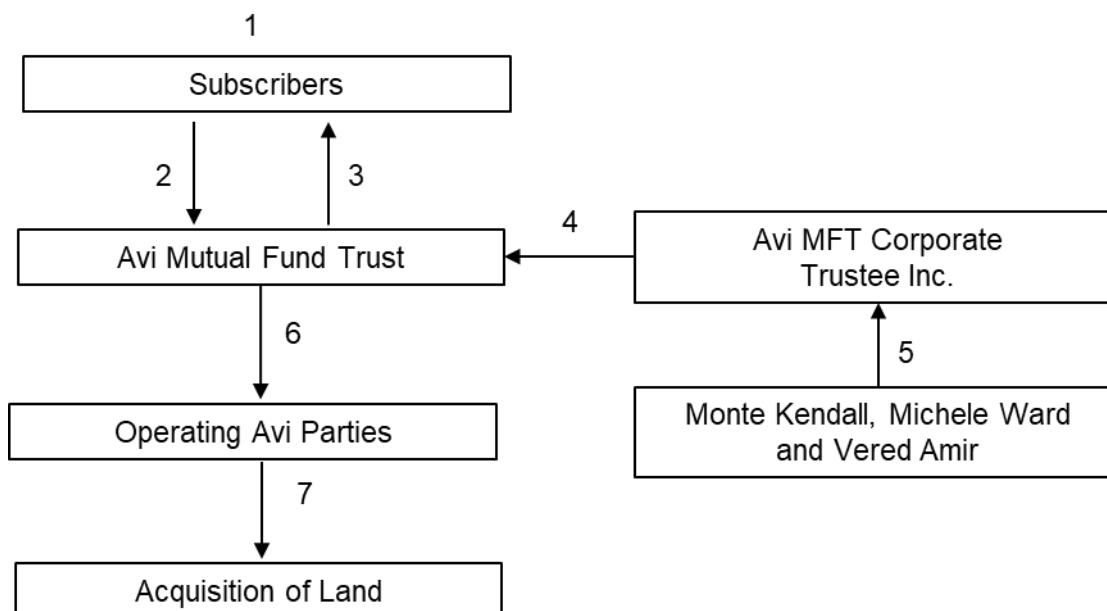 1
Subscribers
2
3
Avi Mutual Fund Trust
4
Avi MFT Corporate
Trustee Inc.
5
6
Monte Kendall, Michele Ward
and Vered Amir
Operating Avi Parties
7
Acquisition of Land